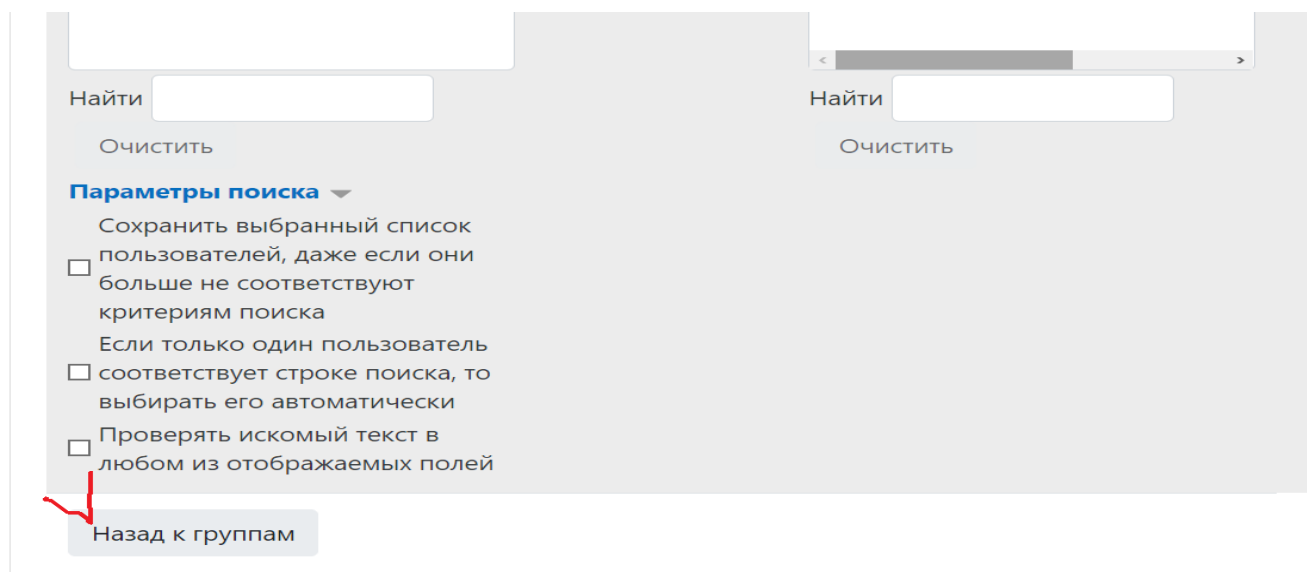 Найти
Найти
Очистить
Очистить
Параметры поиска
Сохранить выбранный список
пользователей, даже если они
больше не соответствуют
критериям поиска
Если только один пользователь
соответствует строке поиска, то
выбирать его автоматически
Проверять искомый текст в
любом из отображаемых полей
Назад к группам